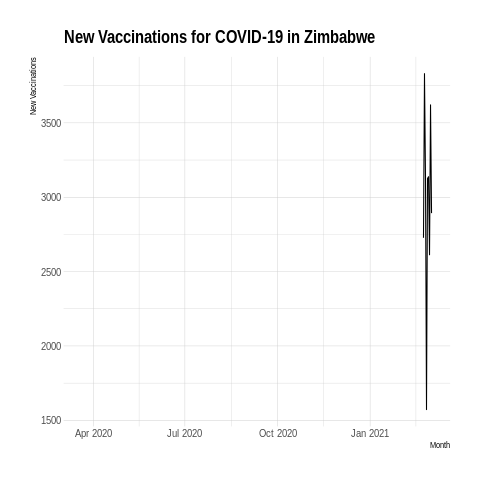 New Vaccinations for COVID-19 in Zimbabwe
New Vaccinations
3500
3000
2500
2000
1500
Apr 2020
Jul 2020
Oct 2020
Jan 2021
Month